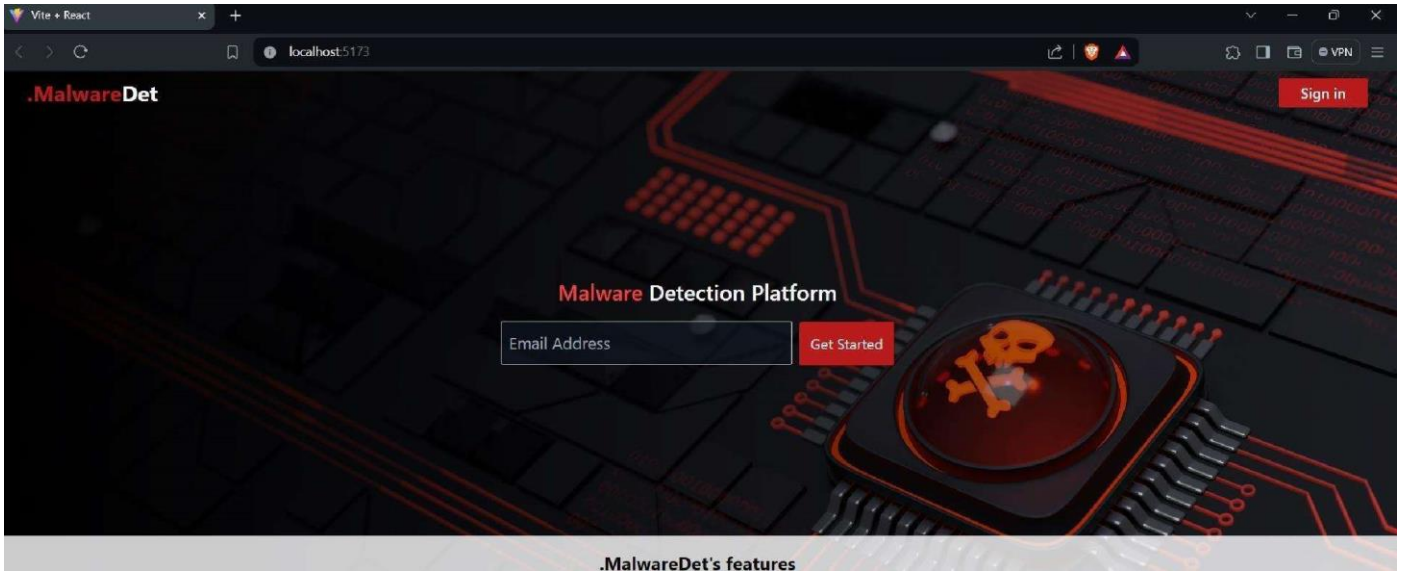 Vite + React
localhost:5173
VPN
.MalwareDet
Sign in
Malware Detection Platform
Email Address
Get Started
.MalwareDet's features